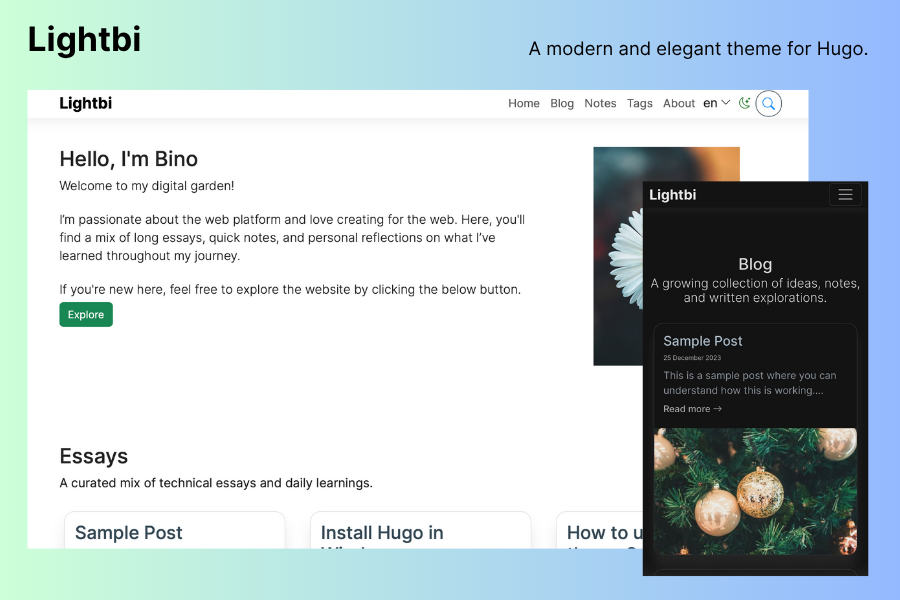 Lightbi
A modern and elegant theme for Hugo.
Lightbi
Home Blog Notes Tags About en
Hello, I'm Bino
Welcome to my digital garden!
I'm passionate about the web platform and love creating for the web. Here, you'll
find a mix of long essays, quick notes, and personal reflections on what I've
learned throughout my journey.
If you're new here, feel free to explore the website by clicking the below button.
Explore
Essays
A curated mix of technical essays and daily learnings.
Sample Post
Install Hugo in
How to u
Lightbi
Blog
A growing collection of ideas, notes,
and written explorations.
Sample Post
25 December 2023
This is a sample post where you can
understand how this is working....
Read more →